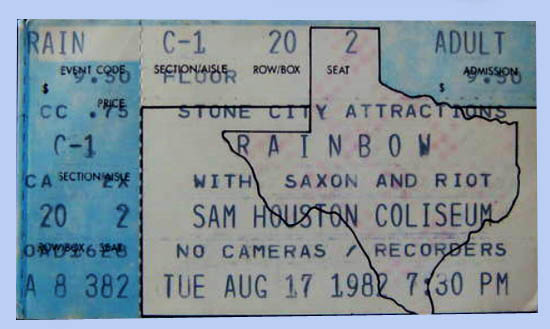 RAIN C-1 20 2 ADULT
EVENT CODE SECTION/AISLE ROW/BOX SEAT ADMISSION
$ 9.50 FLOOR $ 9.50
PRICE
CC .75 STONE CITY ATTRACTIONS
C-1 RAINBOW
SECTION/AISLE
CA 2X WITH SAXON AND RIOT
20 2 SAM HOUSTON COLISEUM
ROW/BOX SEAT
NO CAMERAS / RECORDERS
A 8 382 TUE AUG 17 1982 7:30 PM